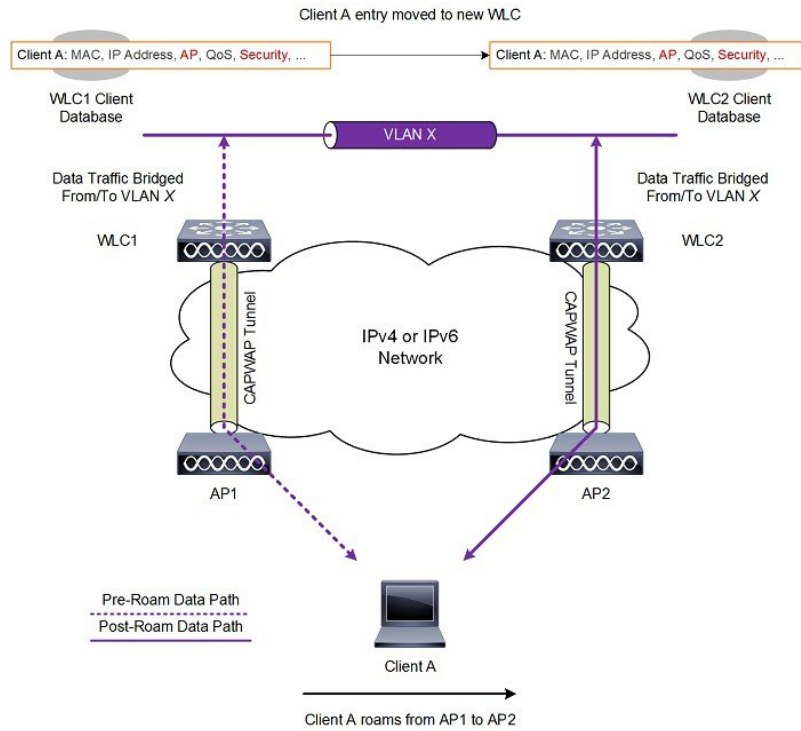 Client A entry moved to new WLC
Client A: MAC, IP Address, AP, QoS, Security, ...
Client A: MAC, IP Address, AP, QoS, Security, ...
WLC1 Client
Database
WLC2 Client
Database
VLAN X
Data Traffic Bridged
From/To VLAN X
Data Traffic Bridged
From/To VLAN X
WLC1
WLC2
CAPWAP Tunnel
IPv4 or IPv6
Network
CAPWAP Tunnel
AP1
AP2
Pre-Roam Data Path
Post-Roam Data Path
Client A
Client A roams from AP1 to AP2